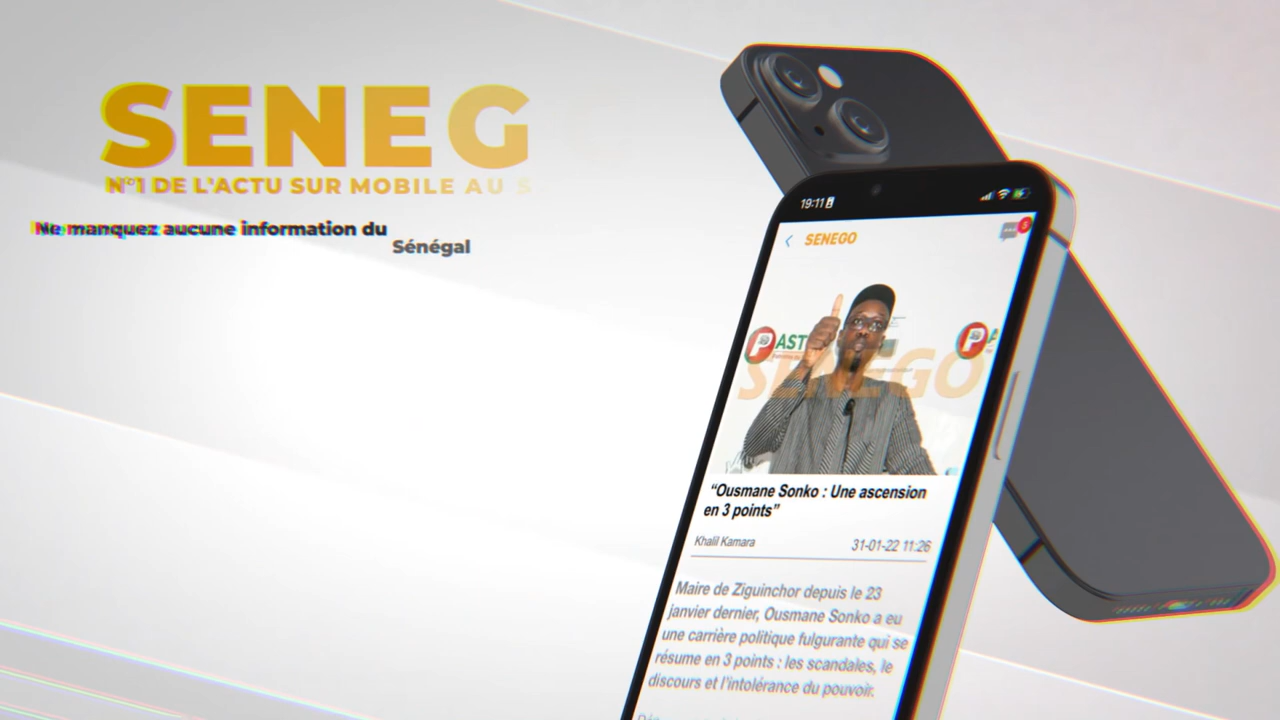 SENEG
N°1 DE L'ACTU SUR MOBILE AU S
Ne manquez aucune information du
Sénégal
19:11
SENEGO
3
PAST
P
SENEGO
“Ousmane Sonko : Une ascension
en 3 points”
Khalil Kamara 31-01-22 11:26
Maire de Ziguinchor depuis le 23
janvier dernier, Ousmane Sonko a eu
une carrière politique fulgurante qui se
résume en 3 points : les scandales, le
discours et l'intolérance du pouvoir.